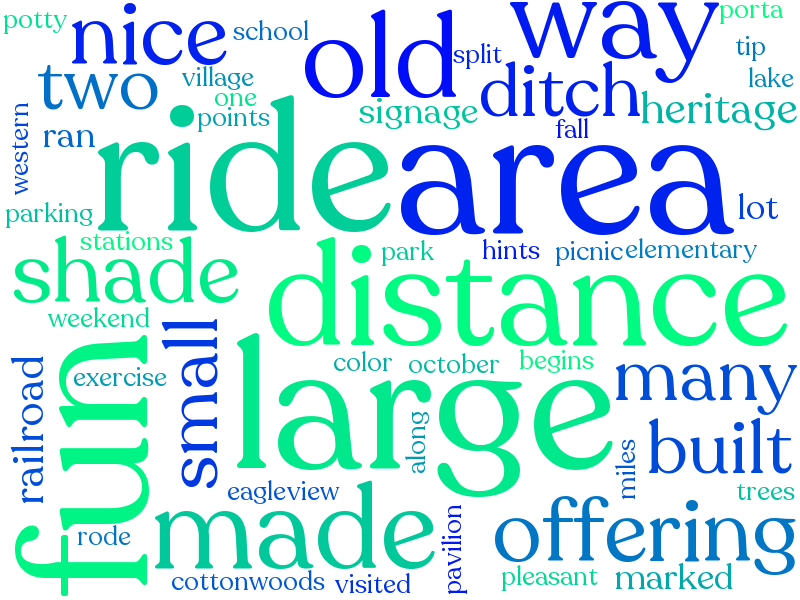 potty
nice
school
old
split
way
porta
tip
lake
two
village
one
points
signage
ditch
heritage
western
ran
fall
ride
area
lot
parking
stations
park
hints
picnic
elementary
shade
distance
weekend
fun
exercise
small
large
color
october
begins
many
railroad
along
built
miles
eagleview
trees
rode
made
pavilion
offering
cottonwoods
visited
pleasant
marked